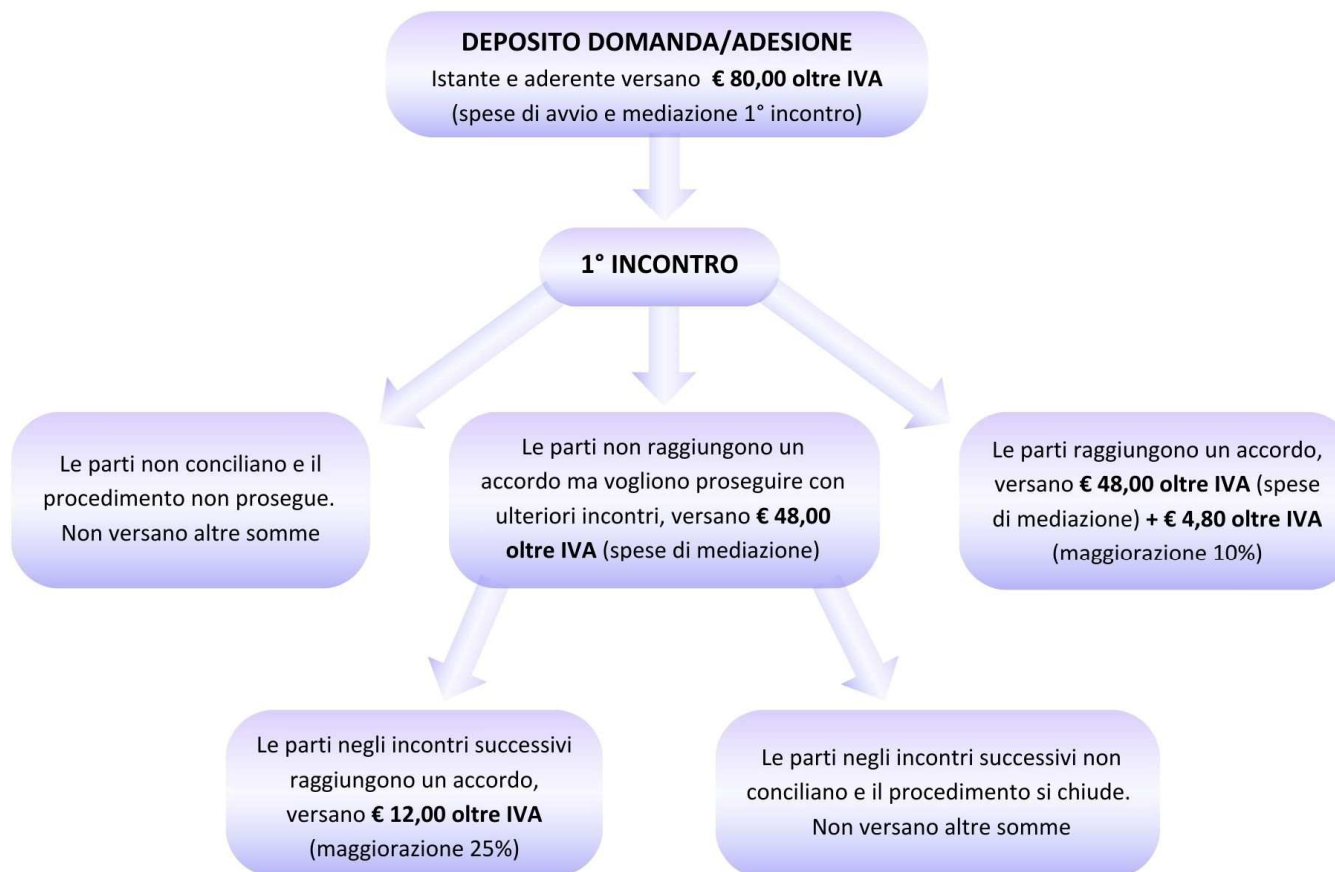 DEPOSITO DOMANDA/ADESIONE
Istante e aderente versano € 80,00 oltre IVA
(spese di avvio e mediazione 1° incontro)
1° INCONTRO
Le parti non conciliano e il
procedimento non prosegue.
Non versano altre somme
Le parti non raggiungono un
accordo ma vogliono proseguire con
ulteriori incontri, versano € 48,00
oltre IVA (spese di mediazione)
Le parti raggiungono un accordo,
versano € 48,00 oltre IVA (spese
di mediazione) + € 4,80 oltre IVA
(maggiorazione 10%)
Le parti negli incontri successivi
raggiungono un accordo,
versano € 12,00 oltre IVA
(maggiorazione 25%)
Le parti negli incontri successivi non
conciliano e il procedimento si chiude.
Non versano altre somme